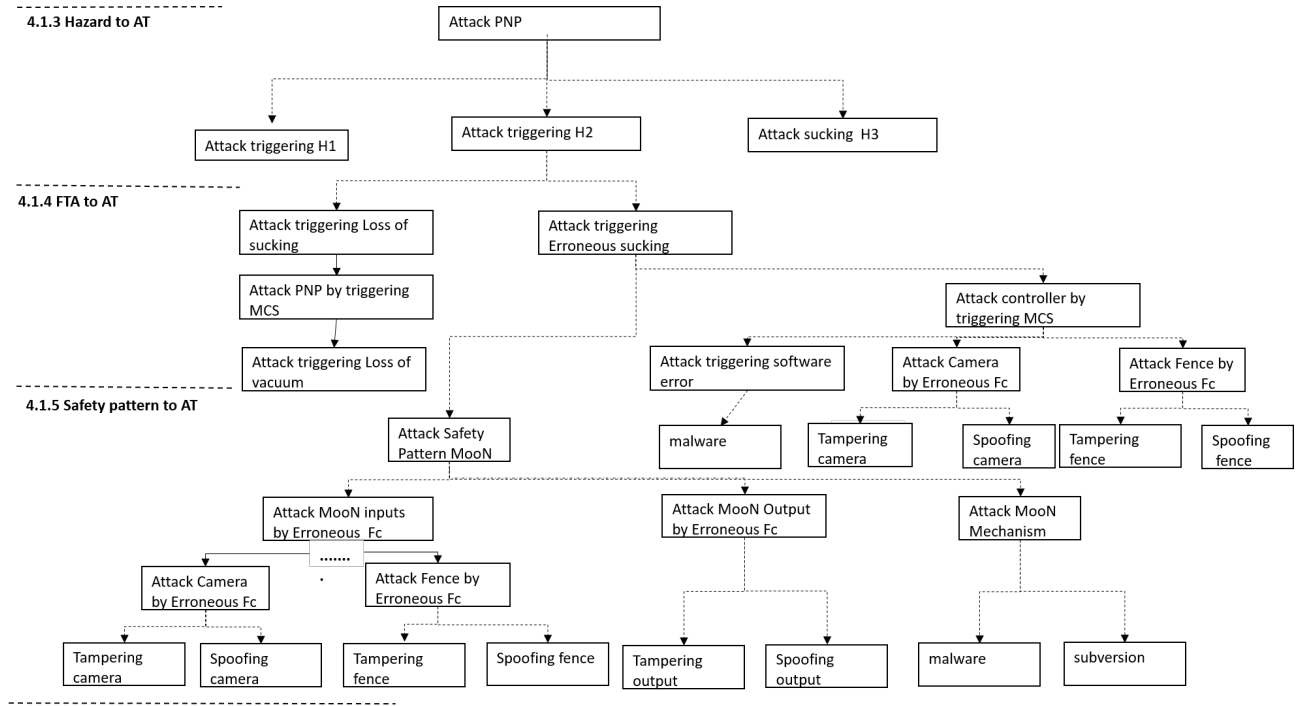 4.1.3 Hazard to AT
Attack PNP
Attack triggering H1
Attack triggering H2
Attack sucking  H3
4.1.4 FTA to AT
Attack triggering Loss of
sucking
Attack triggering
Erroneous sucking
Attack PNP by triggering
MCS
Attack controller by
triggering MCS
Attack triggering Loss of
vacuum
Attack triggering software
error
Attack Camera
by Erroneous Fc
Attack Fence by
Erroneous Fc
4.1.5 Safety pattern to AT
Attack Safety
Pattern MooN
malware
Tampering
camera
Spoofing
camera
Tampering
fence
Spoofing
fence
Attack MooN inputs
by Erroneous  Fc
Attack MooN Output
by Erroneous Fc
Attack MooN
Mechanism
.......
.
Attack Camera
by Erroneous Fc
Attack Fence by
Erroneous Fc
Tampering
camera
Spoofing
camera
Tampering
fence
Spoofing fence
Tampering
output
Spoofing
output
malware
subversion